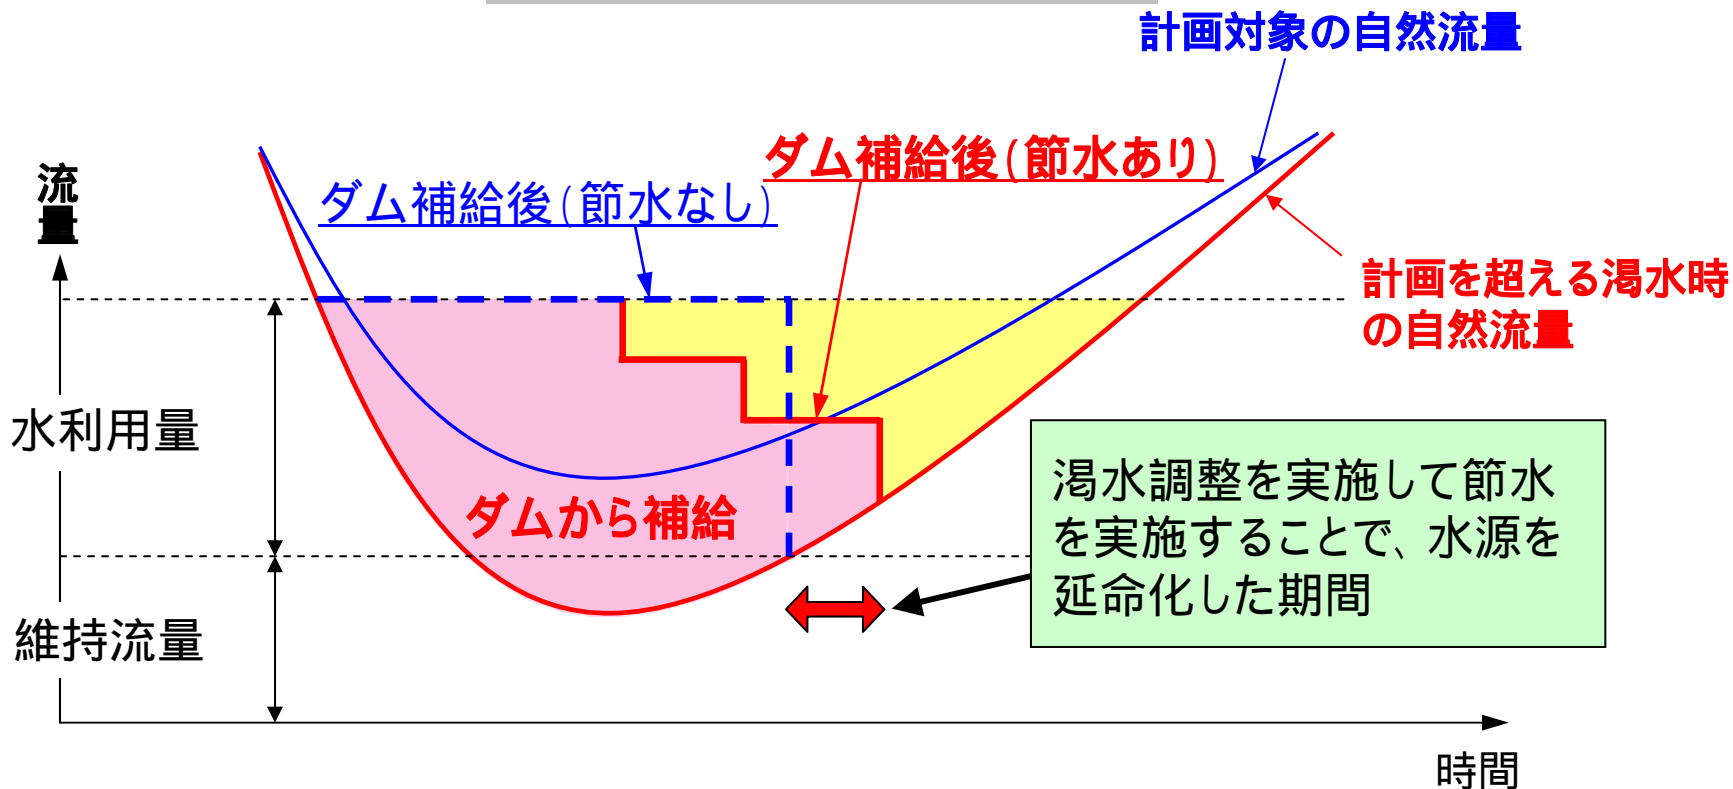 計画対象の自然流量
ダム補給後(節水あり)
ダム補給後(節水なし)
流量
計画を超える渇水時
の自然流量
水利用量
渇水調整を実施して節水
を実施することで、水源を
延命化した期間
ダムから補給
維持流量
時間